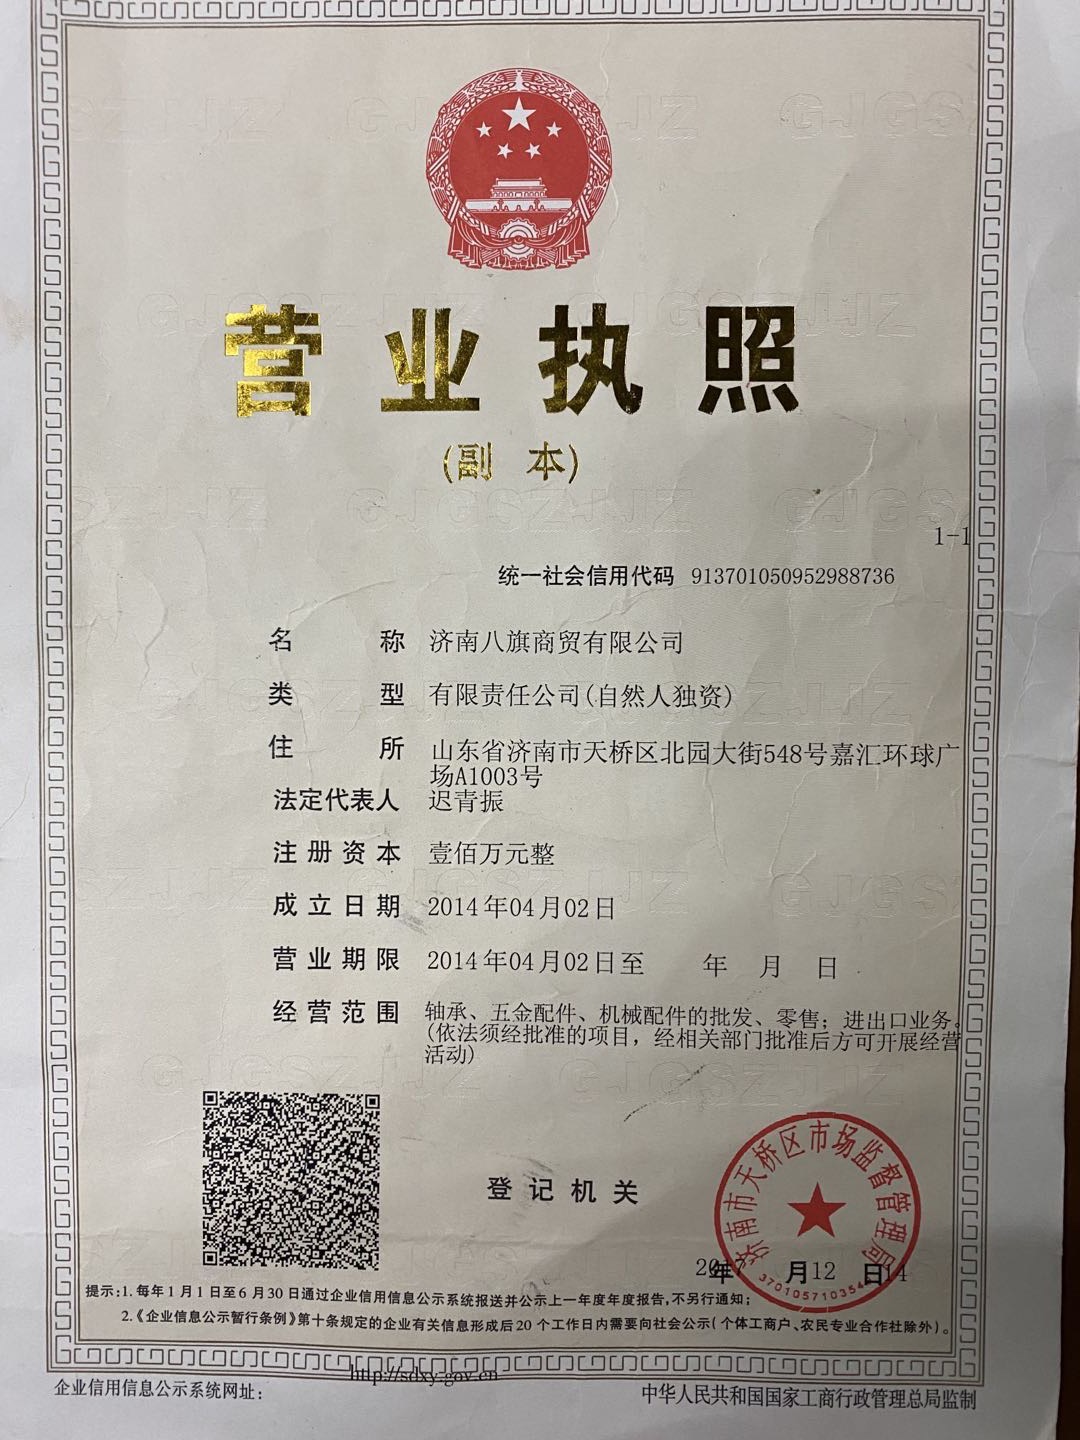 营业执照
(副本)
1-1
统一社会信用代码 913701050952988736
名称 济南八旗商贸有限公司
类型 有限责任公司(自然人独资)
住所 山东省济南市天桥区北园大街548号嘉汇环球广
场A1003号
法定代表人 迟青振
注册资本 壹佰万元整
成立日期 2014年04月02日
营业期限 2014年04月02日至 年 月 日
经营范围 轴承、五金配件、机械配件的批发、零售；进出口业务。
(依法须经批准的项目，经相关部门批准后方可开展经营
活动)
济南市天桥区市场监督管理局
登记机关
2017年 月12 日14
提示:1.每年1月1日至6月30日通过企业信用信息公示系统报送并公示上一年度年度报告,不另行通知;
2.《企业信息公示暂行条例》第十条规定的企业有关信息形成后20个工作日内需要向社会公示(个体工商户、农民专业合作社除外)。
http://sdxy.gov.cn
企业信用信息公示系统网址:
中华人民共和国国家工商行政管理总局监制